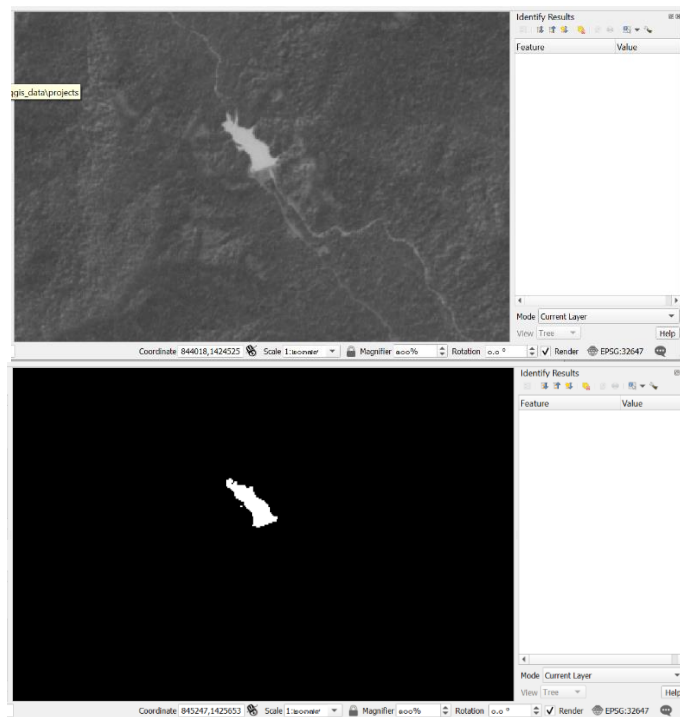 Identify Results
Feature Value
qgis_data\projects
Mode Current Layer
View Tree Help
Coordinate 844018,1424525 Scale Magnifier Rotation Render EPSG:32647
Identify Results
Feature Value
Mode Current Layer
View Tree Help
Coordinate 845247,1425653 Scale Magnifier Rotation Render EPSG:32647